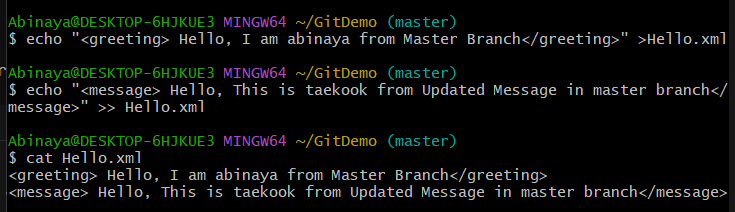 Abinaya@DESKTOP-6HJKUE3 MINGW64 ~/GitDemo (master)
$ echo "<greeting> Hello, I am abinaya from Master Branch</greeting>" >Hello.xml
Abinaya@DESKTOP-6HJKUE3 MINGW64 ~/GitDemo (master)
$ echo "<message> Hello, This is taekook from Updated Message in master branch</
message>" >> Hello.xml
Abinaya@DESKTOP-6HJKUE3 MINGW64 ~/GitDemo (master)
$ cat Hello.xml
<greeting> Hello, I am abinaya from Master Branch</greeting>
<message> Hello, This is taekook from Updated Message in master branch</message>